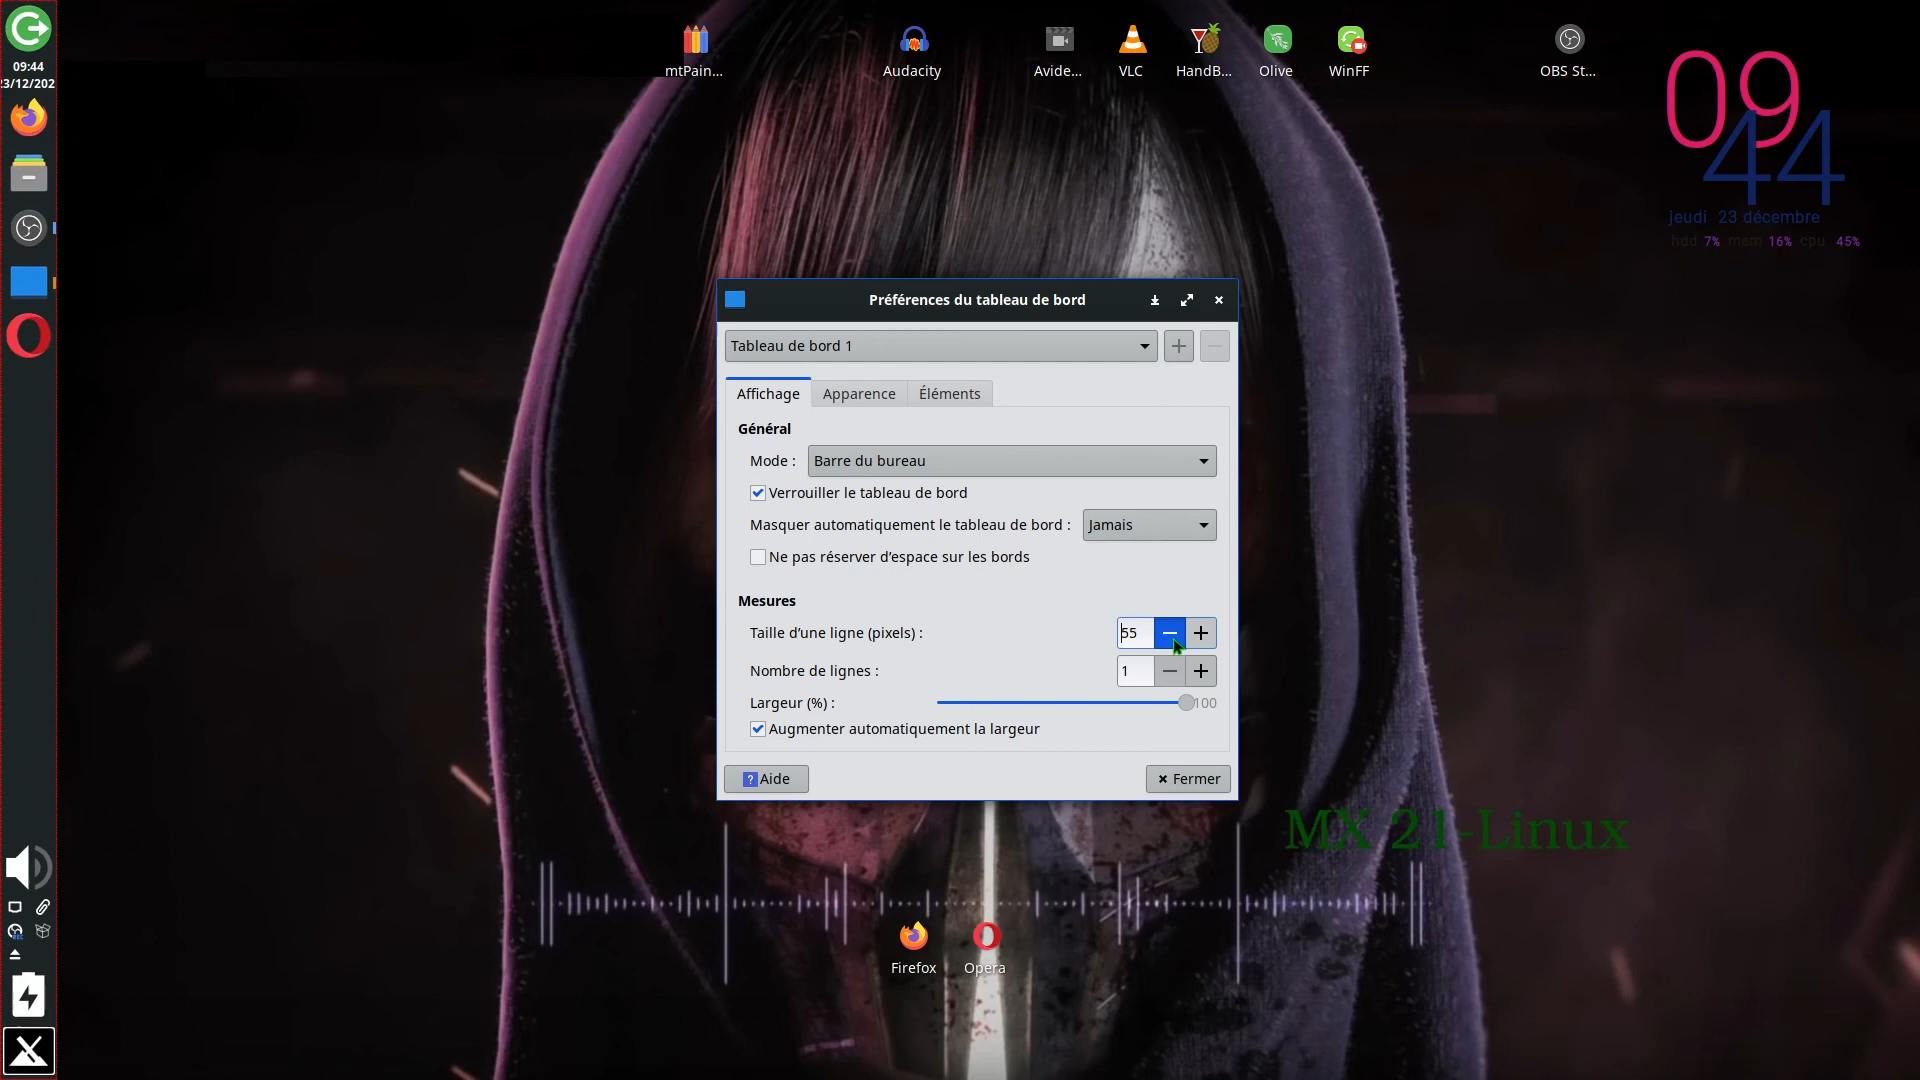 09:44
3/12/202
mtPain...
Audacity
Avide...
VLC
HandB...
Olive
WinFF
OBS St...
09
44
jeudi 23 décembre
hdd 7% mem 16% cpu 45%
Préférences du tableau de bord
Tableau de bord 1
Affichage
Apparence
Éléments
Général
Mode :
Barre du bureau
Verrouiller le tableau de bord
Masquer automatiquement le tableau de bord :
Jamais
Ne pas réserver d’espace sur les bords
Mesures
Taille d’une ligne (pixels) :
55
Nombre de lignes :
1
Largeur (%) :
100
Augmenter automatiquement la largeur
? Aide
Fermer
MX 21-Linux
REC
Firefox
Opera